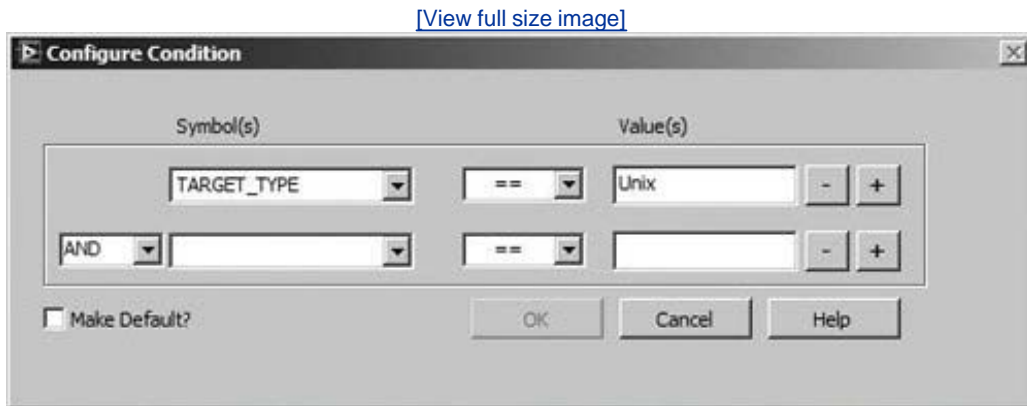 [View full size image]
Configure Condition
Symbol(s) Value(s)
TARGET_TYPE == Unix - +
AND == - +
Make Default? OK Cancel Help